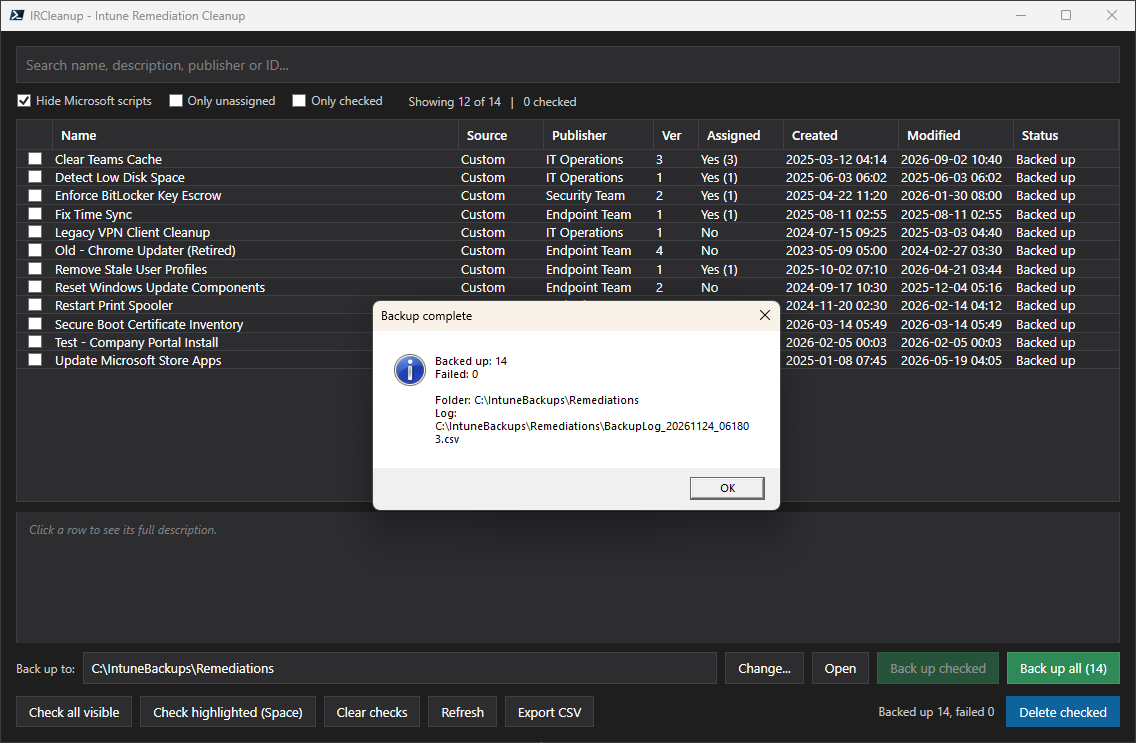 IRCleanup - Intune Remediation Cleanup
Search name, description, publisher or ID...
Hide Microsoft scripts Only unassigned Only checked Showing 12 of 14 | 0 checked
Name Source Publisher Ver Assigned Created Modified Status
Clear Teams Cache Custom IT Operations 3 Yes (3) 2025-03-12 04:14 2026-09-02 10:40 Backed up
Detect Low Disk Space Custom IT Operations 1 Yes (1) 2025-06-03 06:02 2025-06-03 06:02 Backed up
Enforce BitLocker Key Escrow Custom Security Team 2 Yes (1) 2025-04-22 11:20 2026-01-30 08:00 Backed up
Fix Time Sync Custom Endpoint Team 1 Yes (1) 2025-08-11 02:55 2025-08-11 02:55 Backed up
Legacy VPN Client Cleanup Custom IT Operations 1 No 2024-07-15 09:25 2025-03-03 04:40 Backed up
Old - Chrome Updater (Retired) Custom Endpoint Team 4 No 2023-05-09 05:00 2024-02-27 03:30 Backed up
Remove Stale User Profiles Custom Endpoint Team 1 Yes (1) 2025-10-02 07:10 2026-04-21 03:44 Backed up
Reset Windows Update Components Custom Endpoint Team 2 No 2024-09-17 10:30 2025-12-04 05:16 Backed up
Restart Print Spooler 2024-11-20 02:30 2026-02-14 04:12 Backed up
Secure Boot Certificate Inventory 2026-03-14 05:49 2026-03-14 05:49 Backed up
Test - Company Portal Install 2026-02-05 00:03 2026-02-05 00:03 Backed up
Update Microsoft Store Apps 2025-01-08 07:45 2026-05-19 04:05 Backed up
Backup complete
Backed up: 14
Failed: 0
Folder: C:\IntuneBackups\Remediations
Log:
C:\IntuneBackups\Remediations\BackupLog_20261124_06180
3.csv
OK
Click a row to see its full description.
Back up to: C:\IntuneBackups\Remediations Change... Open Back up checked Back up all (14)
Check all visible Check highlighted (Space) Clear checks Refresh Export CSV Backed up 14, failed 0 Delete checked